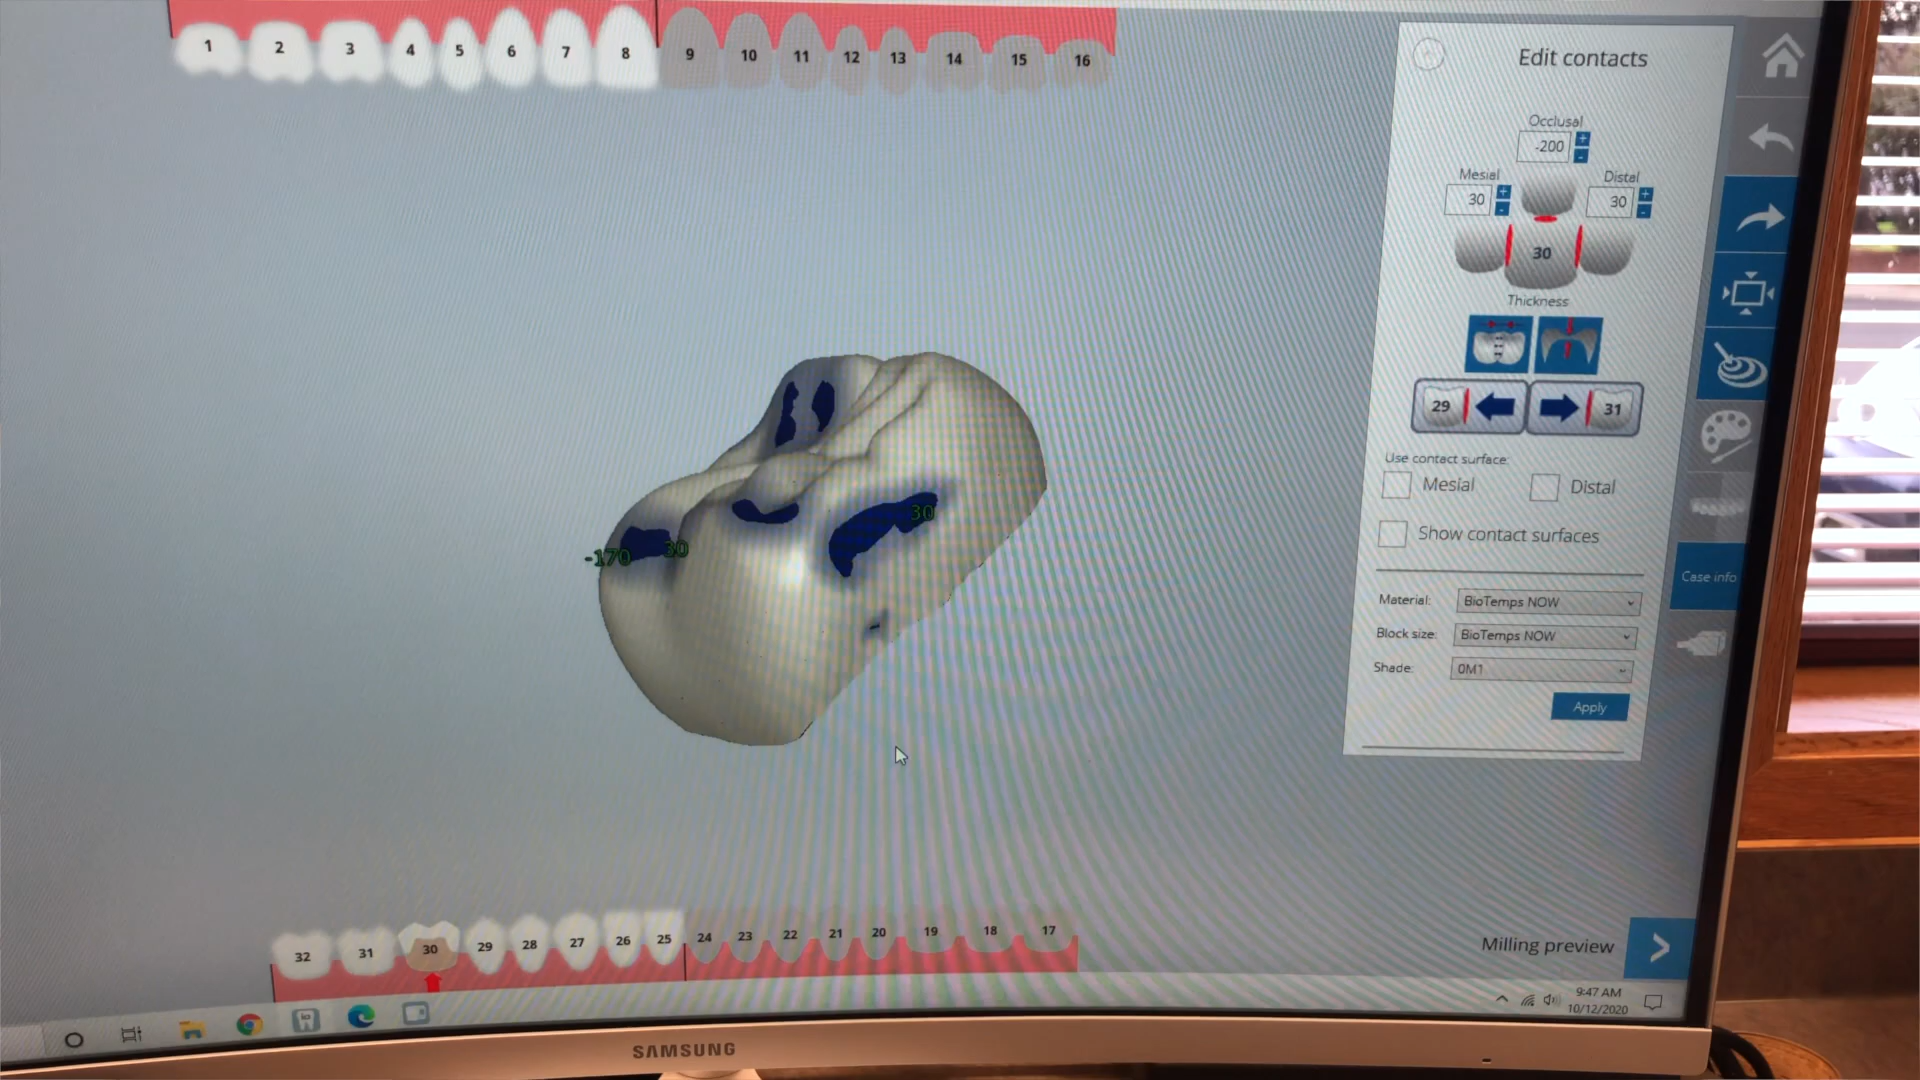 1 2 3 4 5 6 7 8 9 10 11 12 13 14 15 16
Edit contacts
Occlusal
-200
+
-
Mesial
Distal
30
+
-
30
+
-
30
Thickness
29
31
Use contact surface:
Mesial
Distal
Show contact surfaces
Case info
Material:
BioTemps NOW
Block size:
BioTemps NOW
Shade:
0M1
Apply
30
-170
30
32 31 30 29 28 27 26 25 24 23 22 21 20 19 18 17
Milling preview
9:47 AM
10/12/2020
SAMSUNG